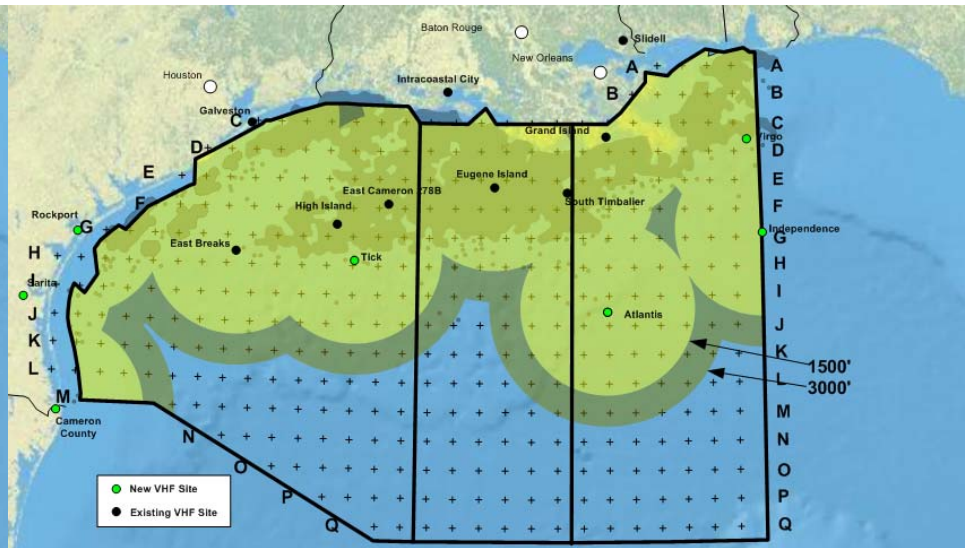 Baton Rouge
Slidell
New Orleans
A
A
Houston
Intracoastal City
B
B
Galveston
C
C
Grand Island
Virgo
D
D
E
Eugene Island
E
East Cameron 278B
South Timbalier
F
High Island
F
Rockport
G
Independence
G
East Breaks
H
Tick
H
I
Sarita
I
J
Atlantis
J
K
K
L
1500'
L
3000'
M
M
Cameron
County
N
N
O
O
New VHF Site
P
P
Existing VHF Site
Q
Q